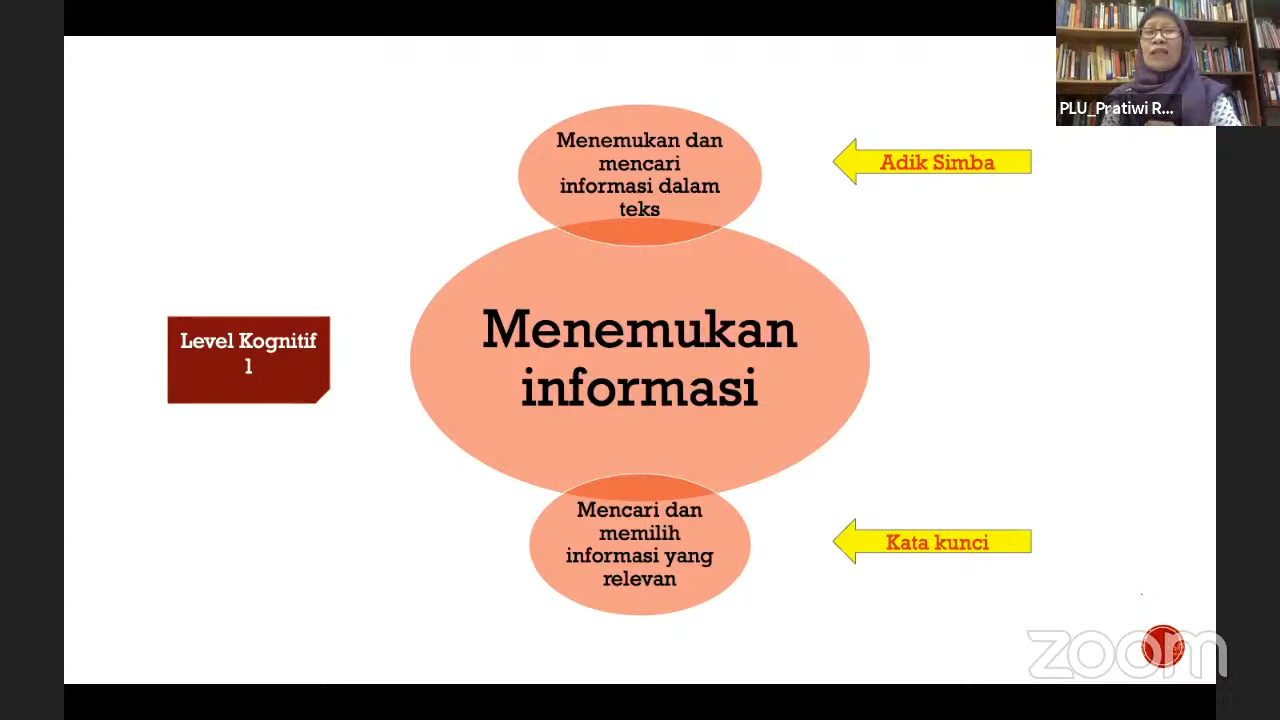 PLU_Pratiwi R...
Menemukan dan
mencari
informasi dalam
teks
Adik Simba
Menemukan
informasi
Level Kognitif
1
Mencari dan
memilih
informasi yang
relevan
Kata kunci
zoom